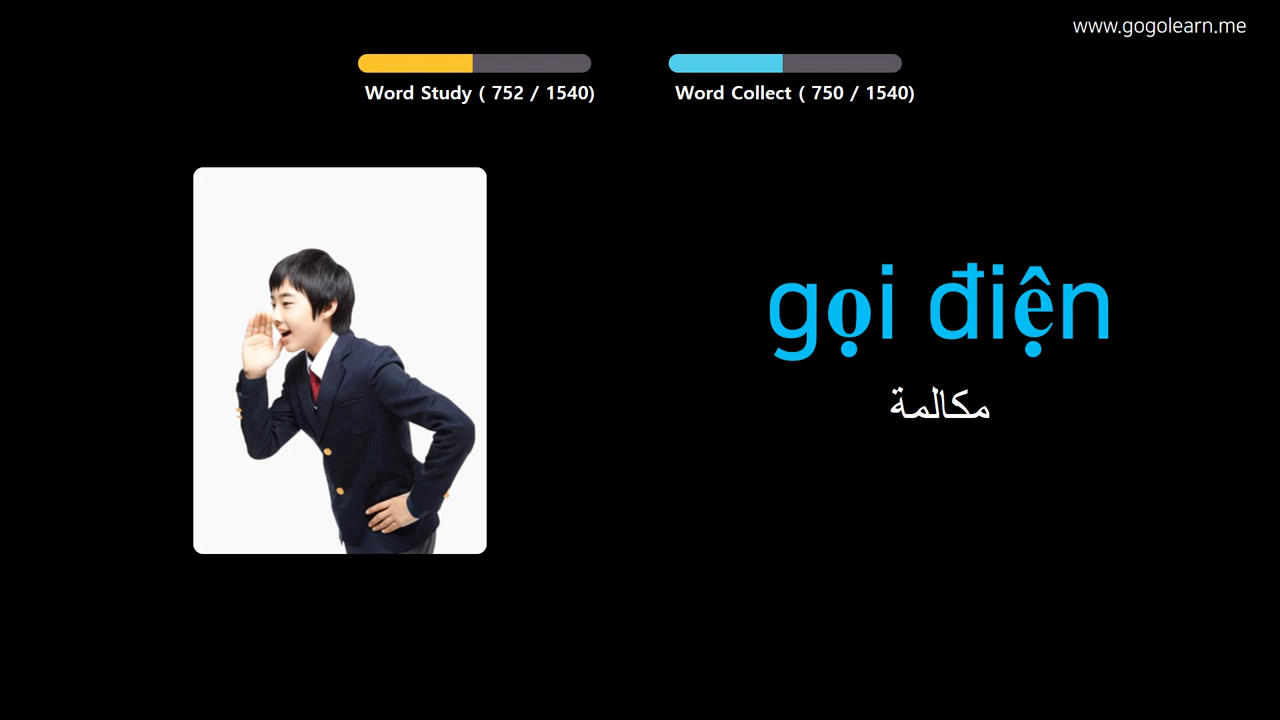 www.gogolearn.me
Word Study ( 752 / 1540)
Word Collect ( 750 / 1540)
gọi điện
مكالمة